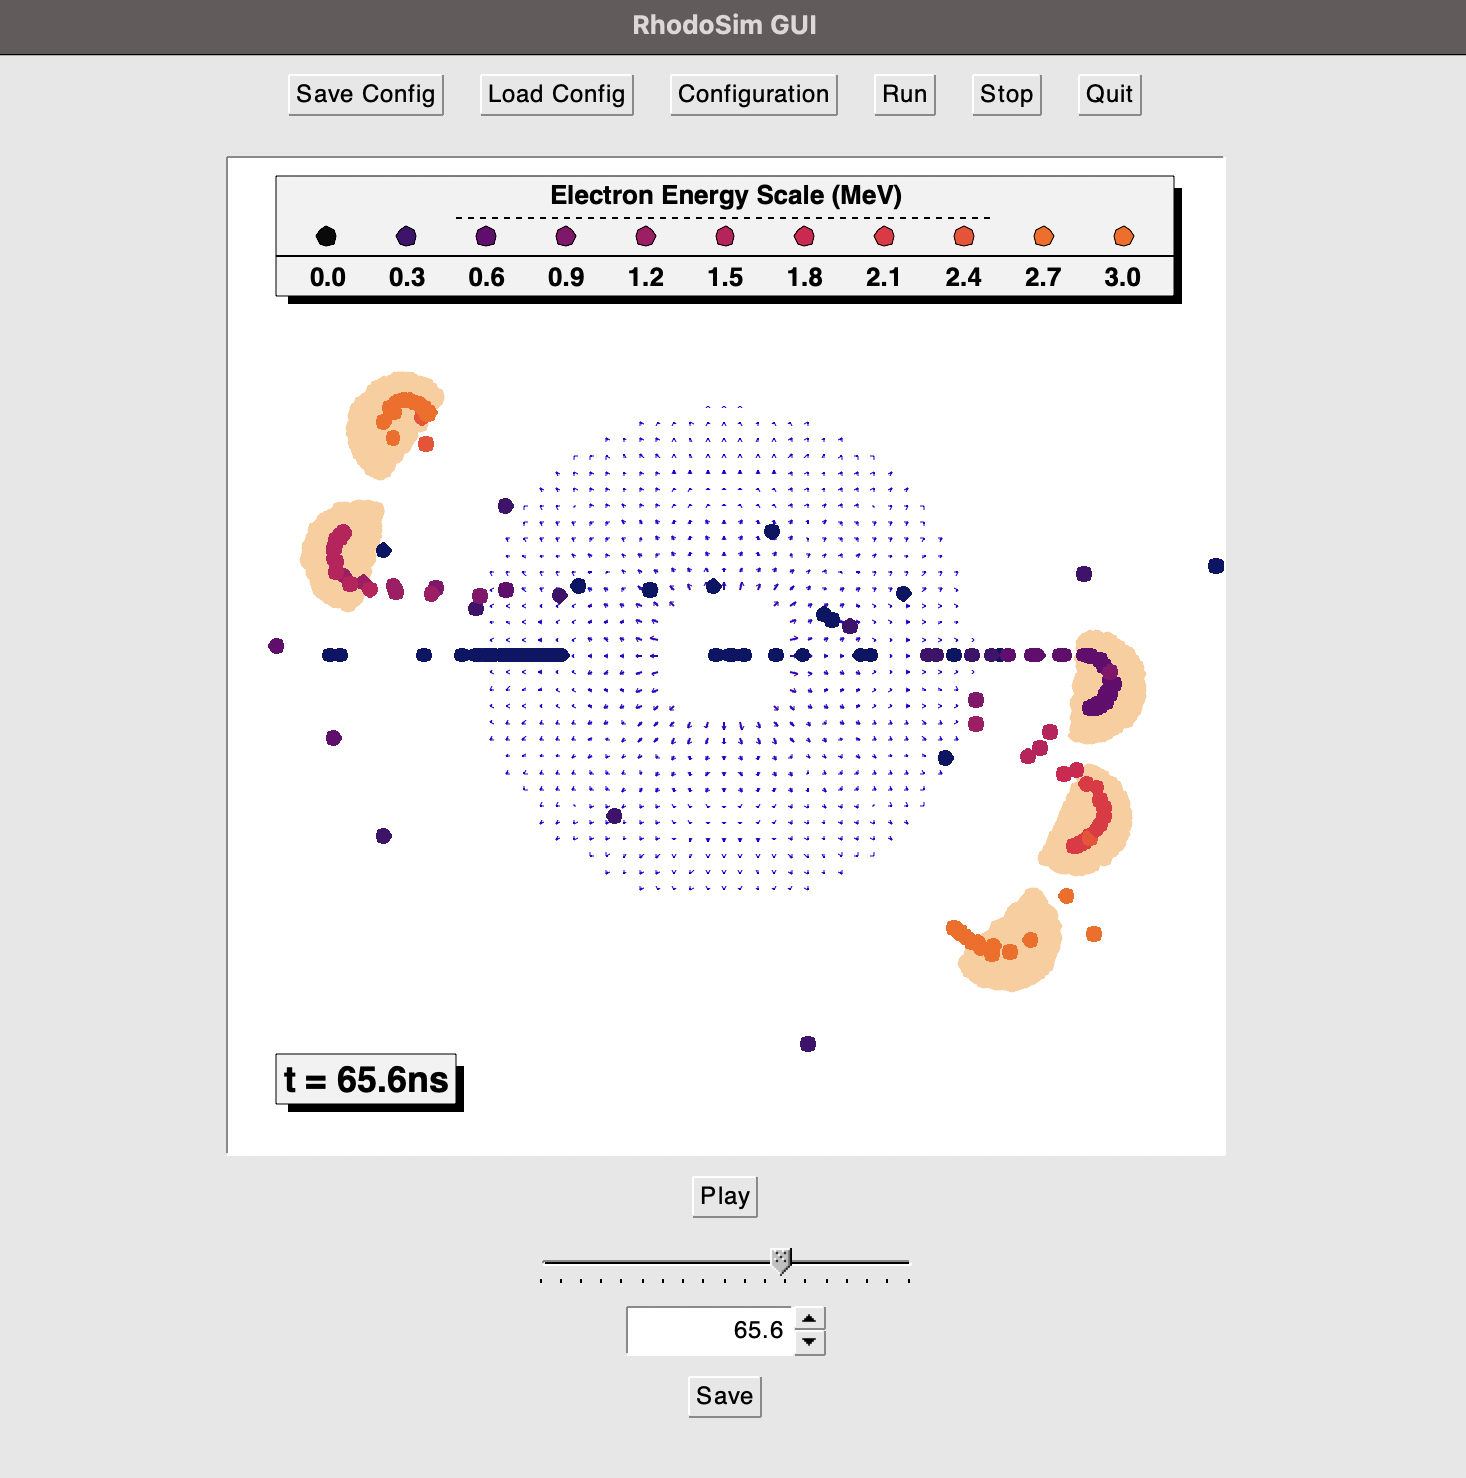 RhodoSim GUI
Save Config Load Config Configuration Run Stop Quit
Electron Energy Scale (MeV)
0.0 0.3 0.6 0.9 1.2 1.5 1.8 2.1 2.4 2.7 3.0
t = 65.6ns
Play
65.6
Save